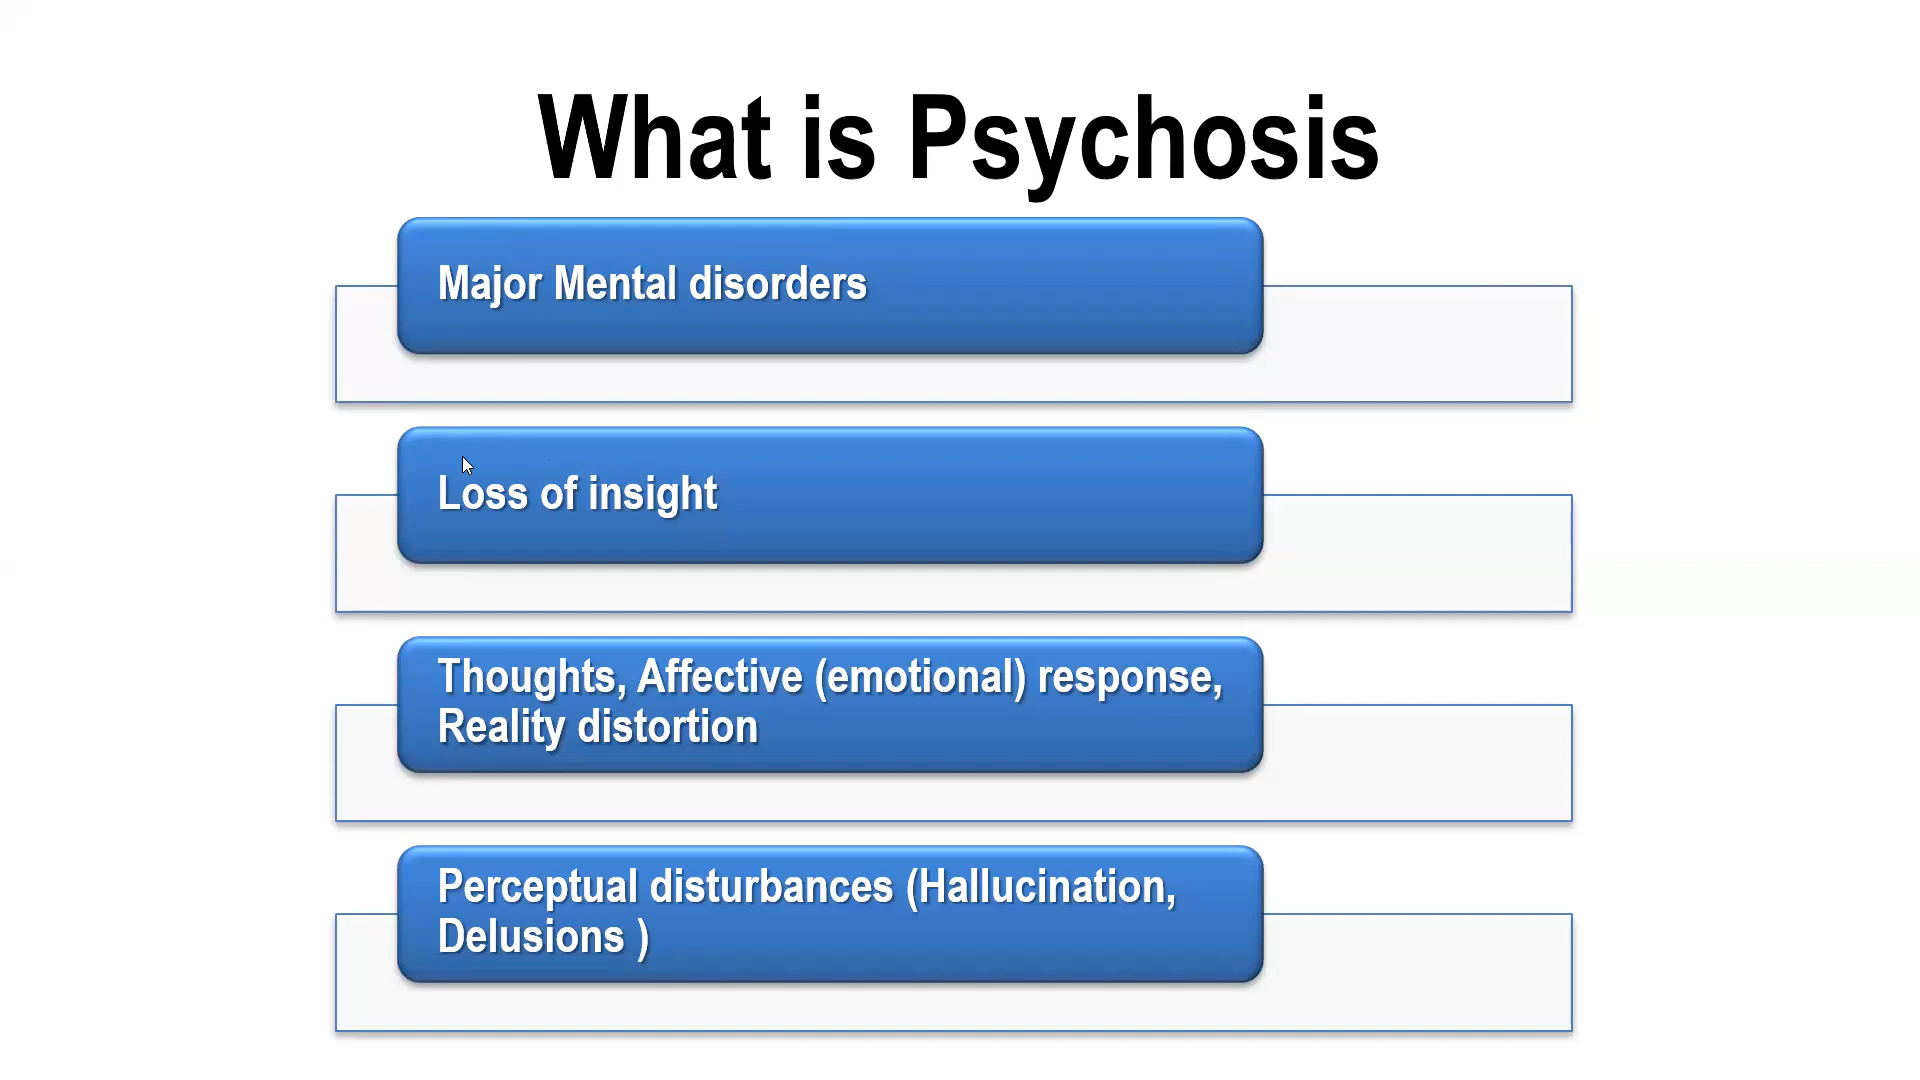 What is Psychosis
Major Mental disorders
Loss of insight
Thoughts, Affective (emotional) response,
Reality distortion
Perceptual disturbances (Hallucination,
Delusions )